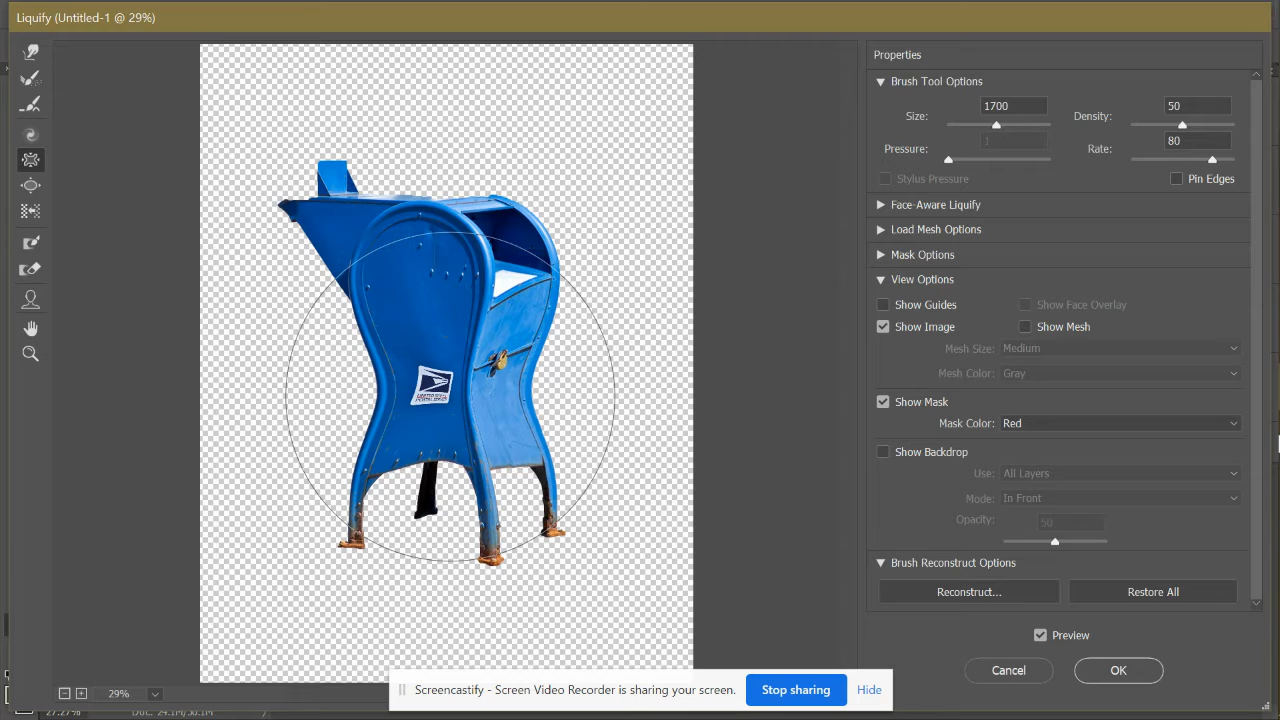 Liquify (Untitled-1 @ 29%)
Properties
Brush Tool Options
Size: 1700 Density: 50
Pressure: 1 Rate: 80
Stylus Pressure Pin Edges
Face-Aware Liquify
Load Mesh Options
Mask Options
View Options
Show Guides Show Face Overlay
Show Image Show Mesh
Mesh Size: Medium
Mesh Color: Gray
Show Mask
Mask Color: Red
Show Backdrop
Use: All Layers
Mode: In Front
Opacity: 50
Brush Reconstruct Options
Reconstruct... Restore All
Preview
Cancel OK
29%
Screencastify - Screen Video Recorder is sharing your screen. Stop sharing Hide